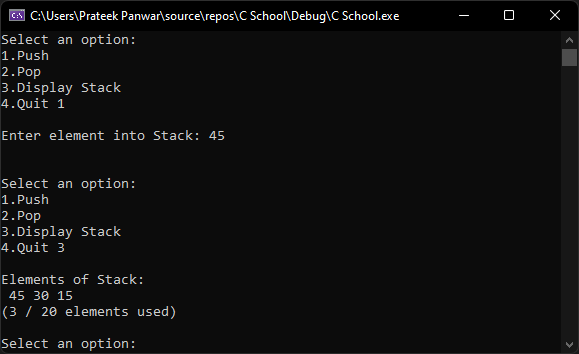 C:\Users\Prateek Panwar\source\repos\C School\Debug\C School.exe
Select an option:
1.Push
2.Pop
3.Display Stack
4.Quit 1
Enter element into Stack: 45
Select an option:
1.Push
2.Pop
3.Display Stack
4.Quit 3
Elements of Stack:
45 30 15
(3 / 20 elements used)
Select an option: